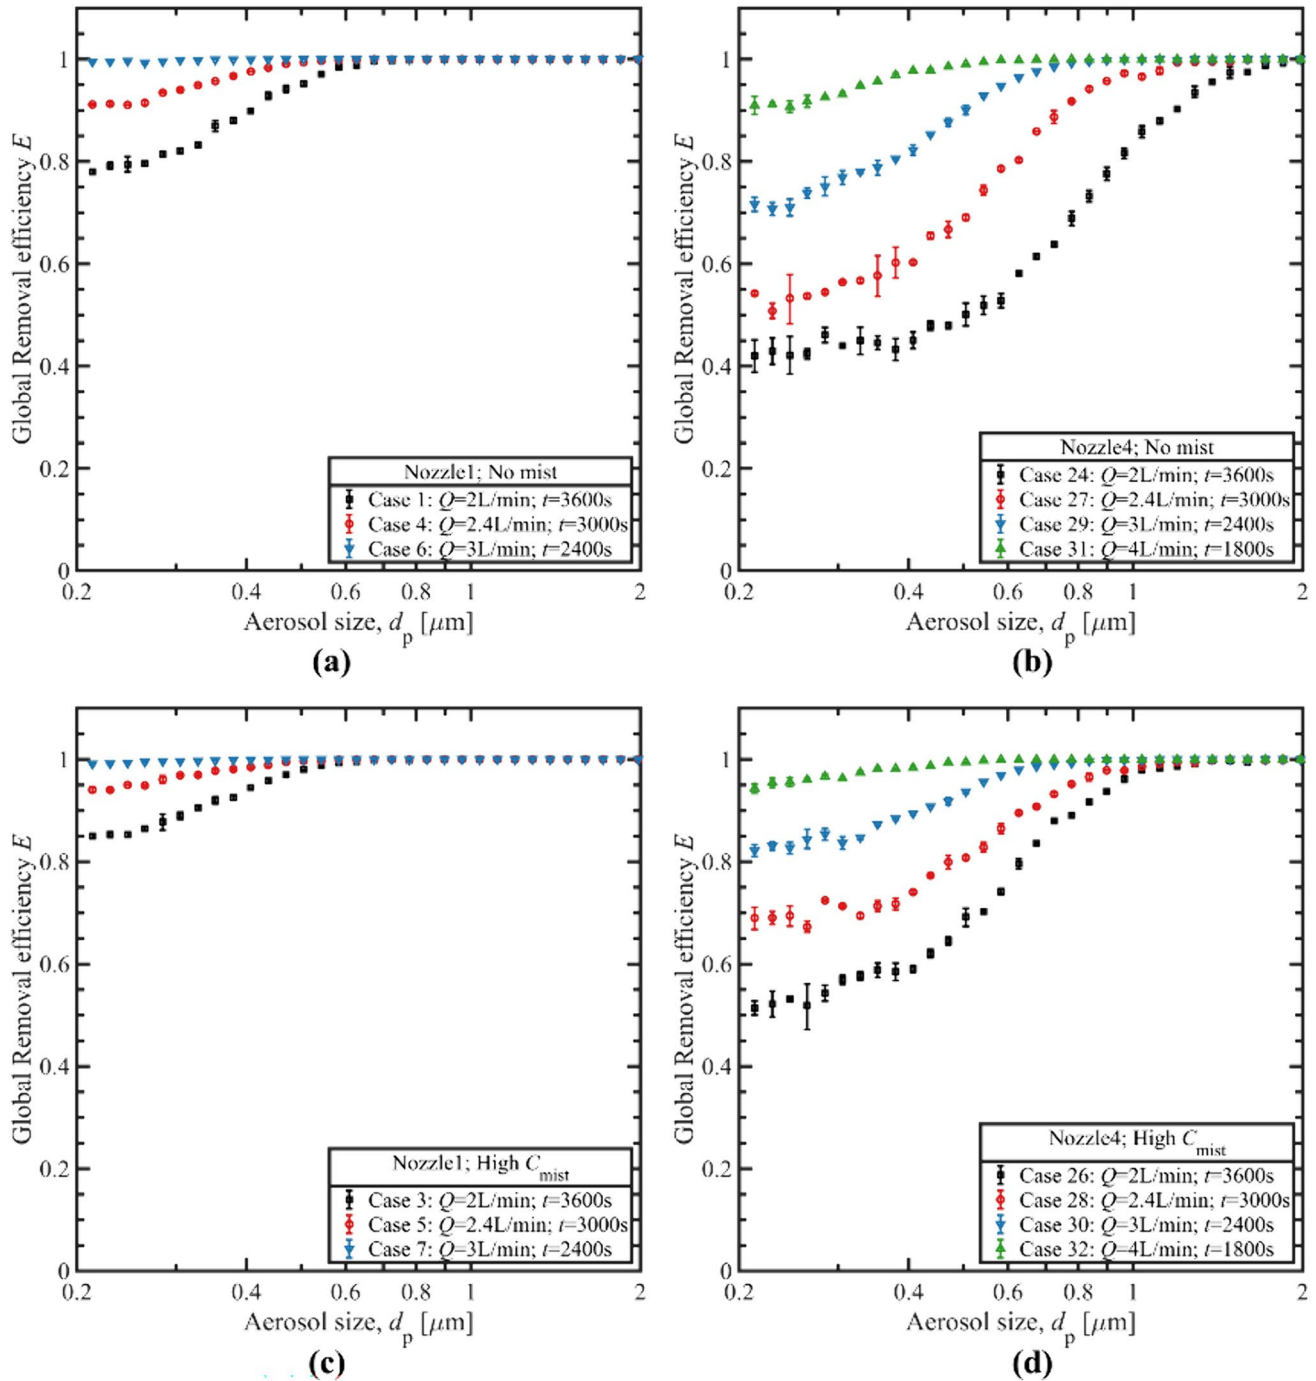 1
0.8
0.6
0.4
0.2
0
Global Removal efficiency E
Nozzle1; No mist
Case 1: Q=2L/min; t=3600s
Case 4: Q=2.4L/min; t=3000s
Case 6: Q=3L/min; t=2400s
0.2 0.4 0.6 0.8 1 2
Aerosol size, dp [μm]
(a)
1
0.8
0.6
0.4
0.2
0
Global Removal efficiency E
Nozzle4; No mist
Case 24: Q=2L/min; t=3600s
Case 27: Q=2.4L/min; t=3000s
Case 29: Q=3L/min; t=2400s
Case 31: Q=4L/min; t=1800s
0.2 0.4 0.6 0.8 1 2
Aerosol size, dp [μm]
(b)
1
0.8
0.6
0.4
0.2
0
Global Removal efficiency E
Nozzle1; High Cmist
Case 3: Q=2L/min; t=3600s
Case 5: Q=2.4L/min; t=3000s
Case 7: Q=3L/min; t=2400s
0.2 0.4 0.6 0.8 1 2
Aerosol size, dp [μm]
(c)
1
0.8
0.6
0.4
0.2
0
Global Removal efficiency E
Nozzle4; High Cmist
Case 26: Q=2L/min; t=3600s
Case 28: Q=2.4L/min; t=3000s
Case 30: Q=3L/min; t=2400s
Case 32: Q=4L/min; t=1800s
0.2 0.4 0.6 0.8 1 2
Aerosol size, dp [μm]
(d)